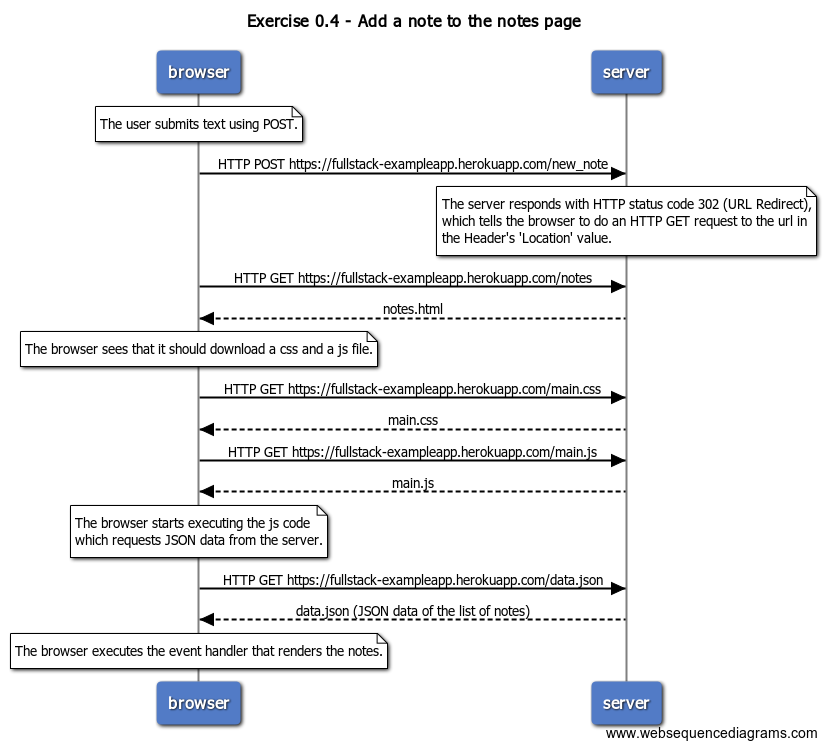 Exercise 0.4 - Add a note to the notes page
browser
server
The user submits text using POST.
HTTP POST https://fullstack-exampleapp.herokuapp.com/new_note
The server responds with HTTP status code 302 (URL Redirect),
which tells the browser to do an HTTP GET request to the url in
the Header's 'Location' value.
HTTP GET https://fullstack-exampleapp.herokuapp.com/notes
notes.html
The browser sees that it should download a css and a js file.
HTTP GET https://fullstack-exampleapp.herokuapp.com/main.css
main.css
HTTP GET https://fullstack-exampleapp.herokuapp.com/main.js
main.js
The browser starts executing the js code
which requests JSON data from the server.
HTTP GET https://fullstack-exampleapp.herokuapp.com/data.json
data.json (JSON data of the list of notes)
The browser executes the event handler that renders the notes.
browser
server
www.websequencediagrams.com